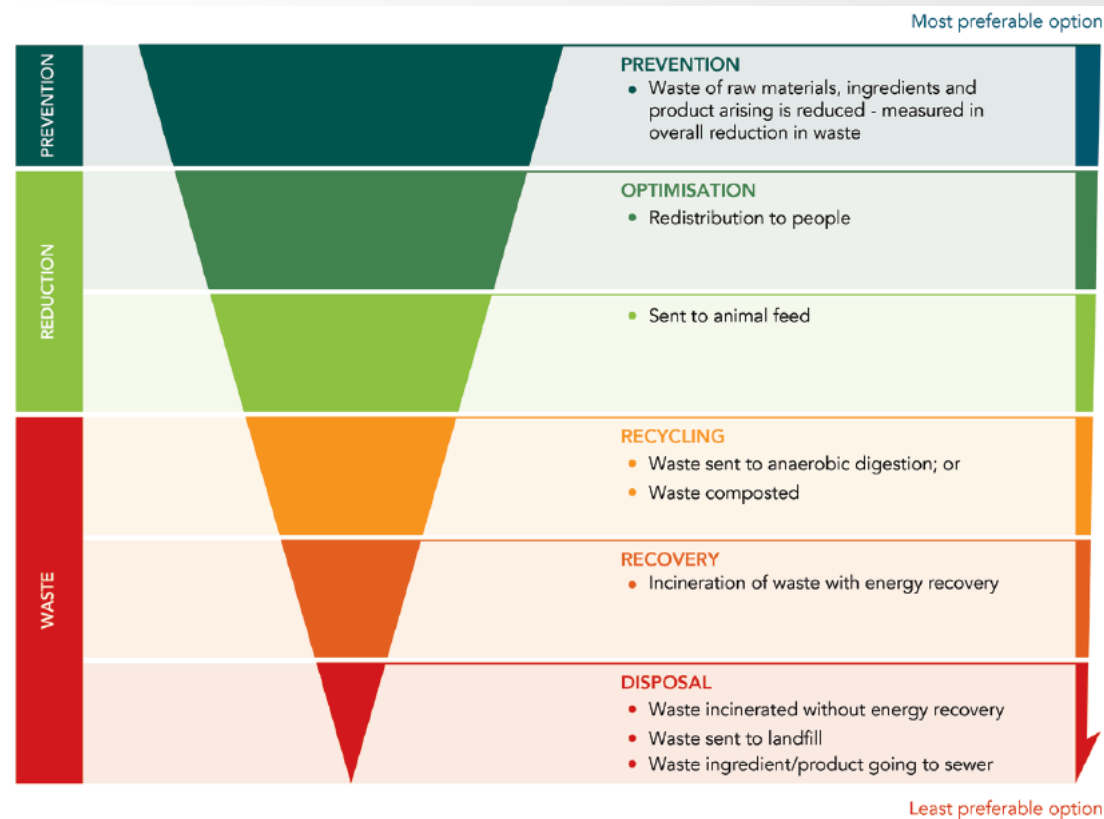 Most preferable option
PREVENTION
PREVENTION
• Waste of raw materials, ingredients and
product arising is reduced - measured in
overall reduction in waste
REDUCTION
OPTIMISATION
• Redistribution to people
• Sent to animal feed
WASTE
RECYCLING
• Waste sent to anaerobic digestion; or
• Waste composted
RECOVERY
• Incineration of waste with energy recovery
DISPOSAL
• Waste incinerated without energy recovery
• Waste sent to landfill
• Waste ingredient/product going to sewer
Least preferable option